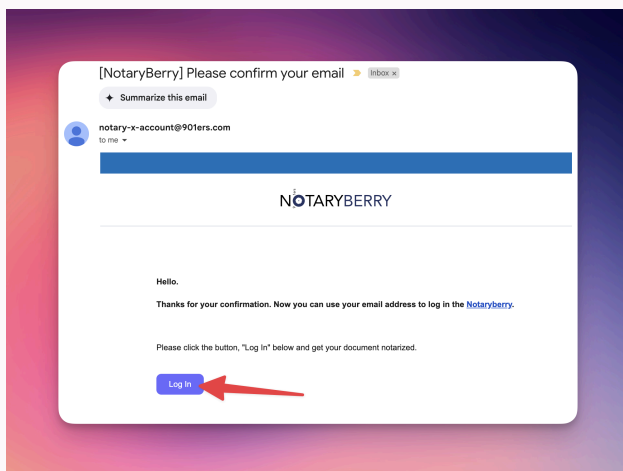 [NotaryBerry] Please confirm your email
Inbox x
Summarize this email
notary-x-account@901ers.com
to me
NOTARYBERRY
Hello.
Thanks for your confirmation. Now you can use your email address to log in the Notaryberry.
Please click the button, "Log In" below and get your document notarized.
Log In